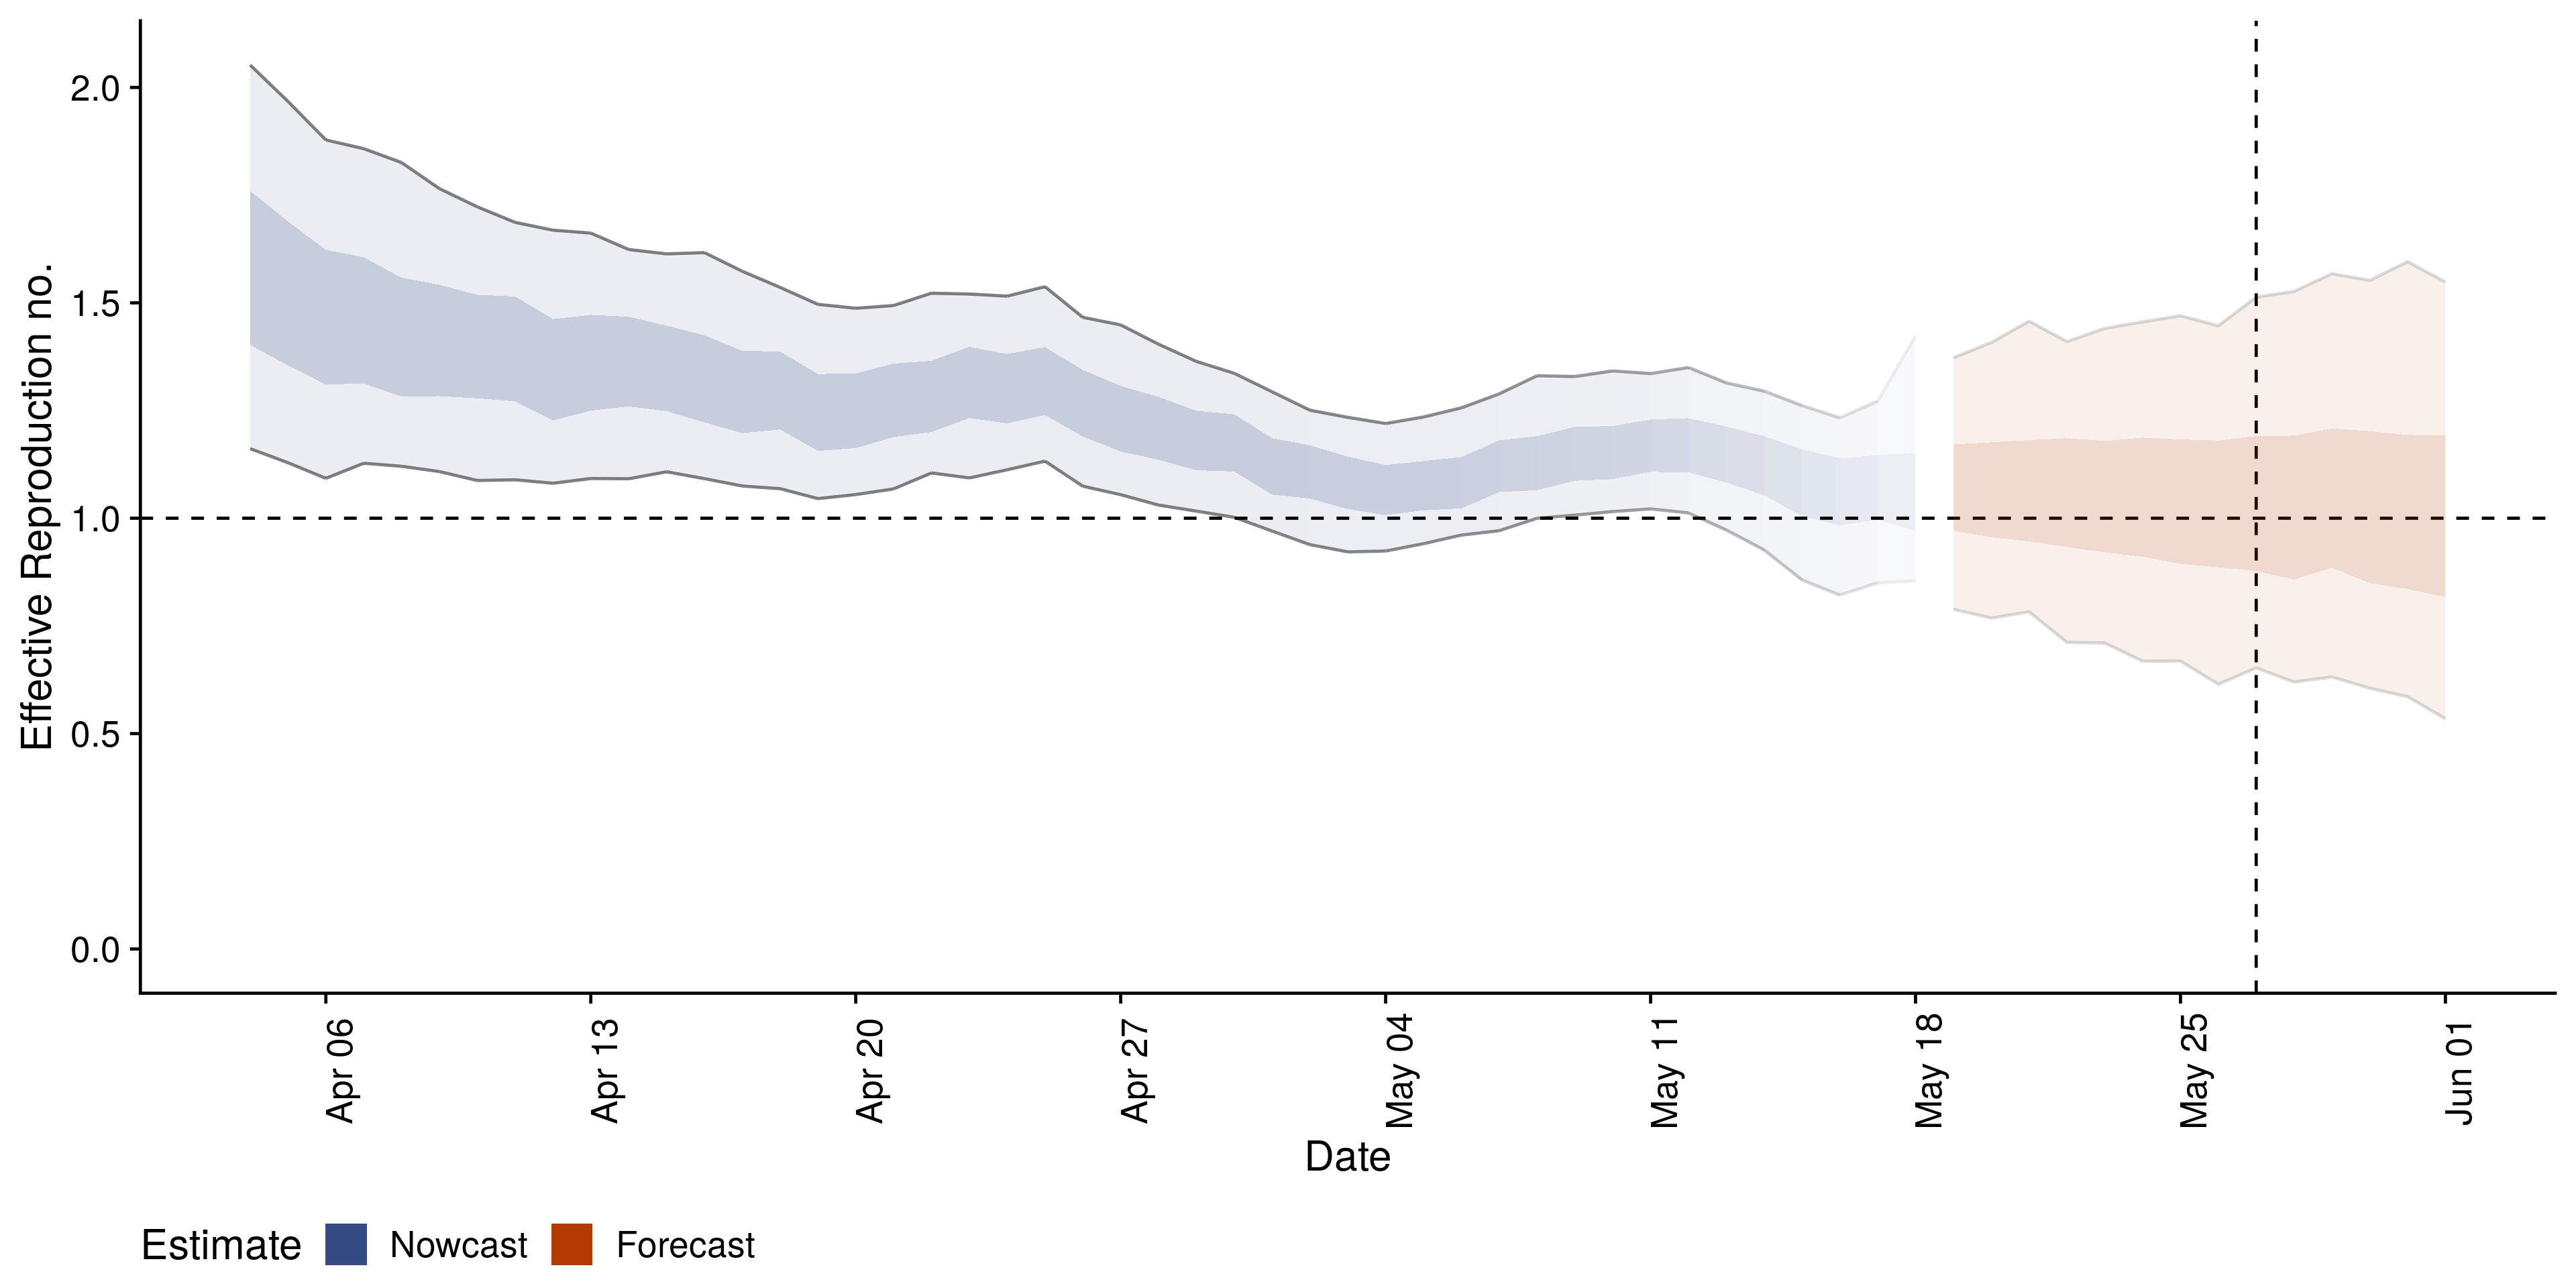 Effective Reproduction no.
2.0
1.5
1.0
0.5
0.0
Apr 06
Apr 13
Apr 20
Apr 27
May 04
May 11
May 18
May 25
Jun 01
Date
Estimate Nowcast Forecast